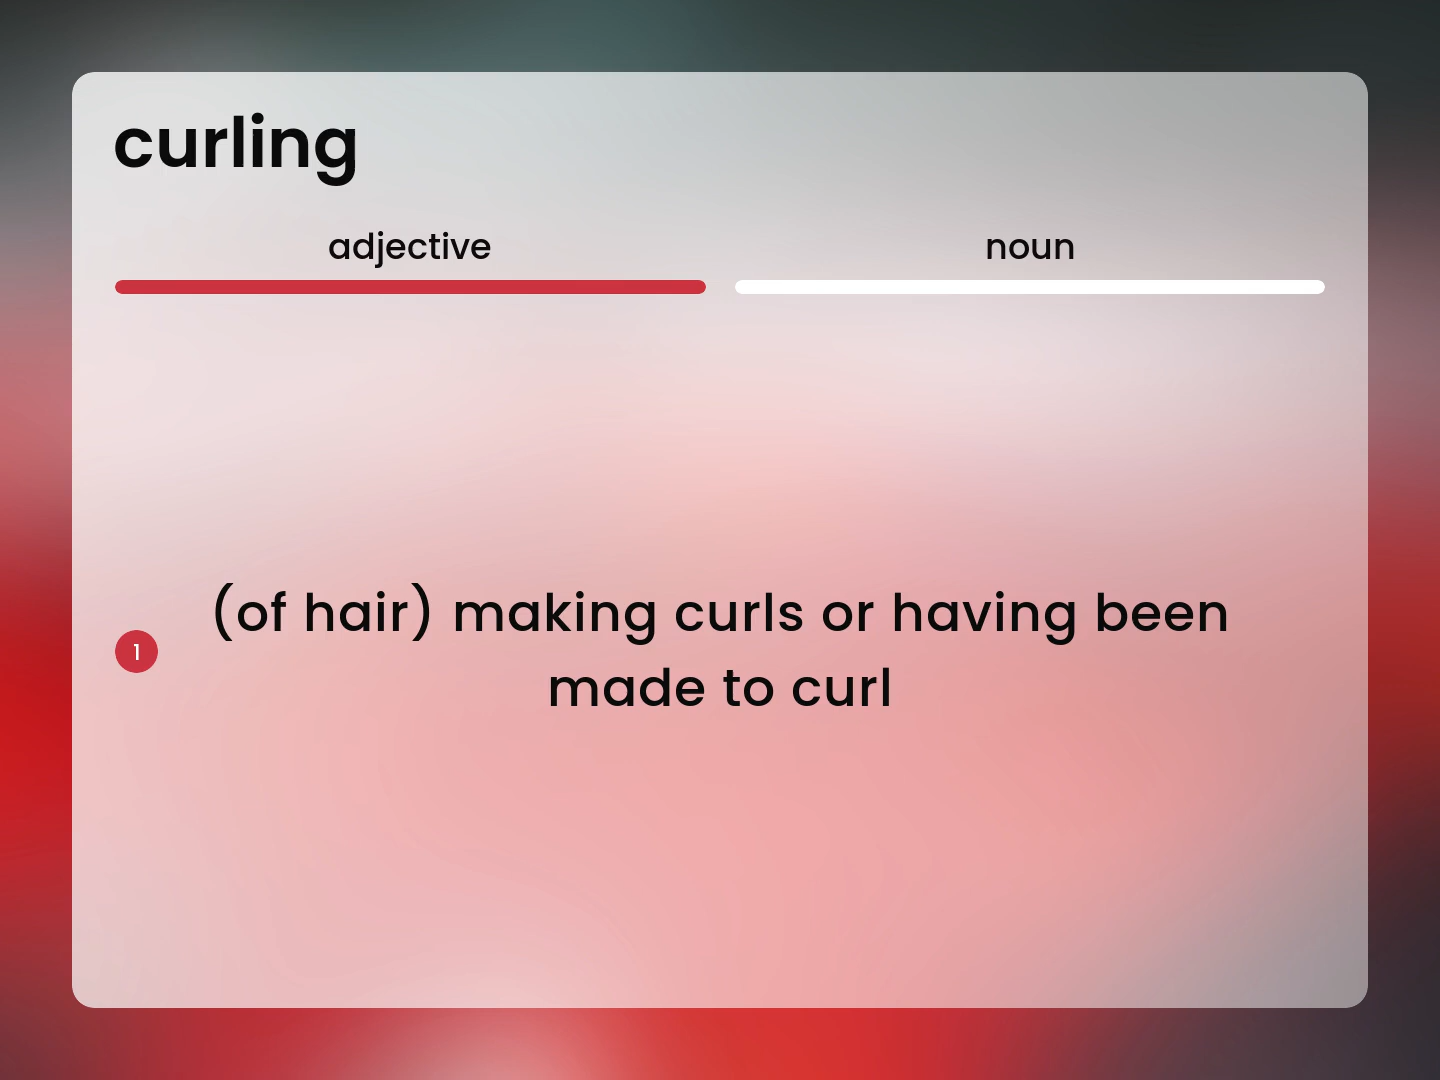 curling
adjective
noun
1
(of hair) making curls or having been
made to curl